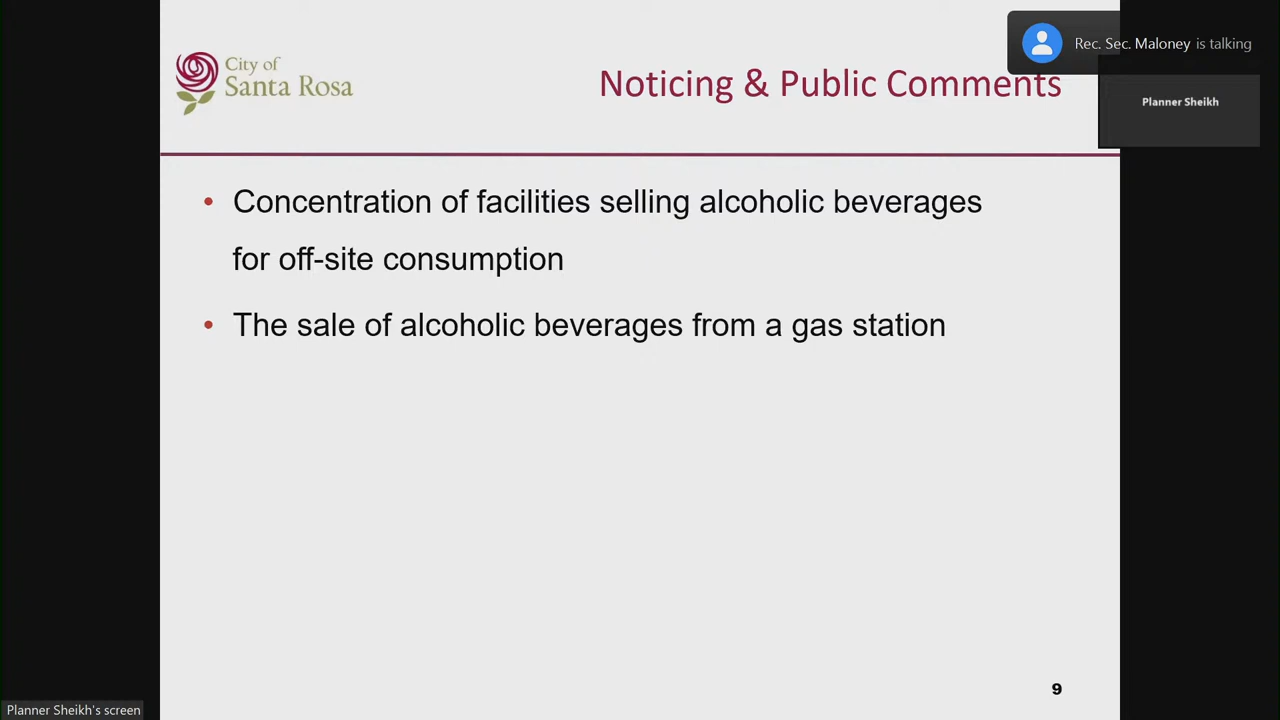 Rec. Sec. Maloney is talking
City of
Santa Rosa
Noticing & Public Comments
Planner Sheikh
• Concentration of facilities selling alcoholic beverages
for off-site consumption
• The sale of alcoholic beverages from a gas station
9
Planner Sheikh's screen